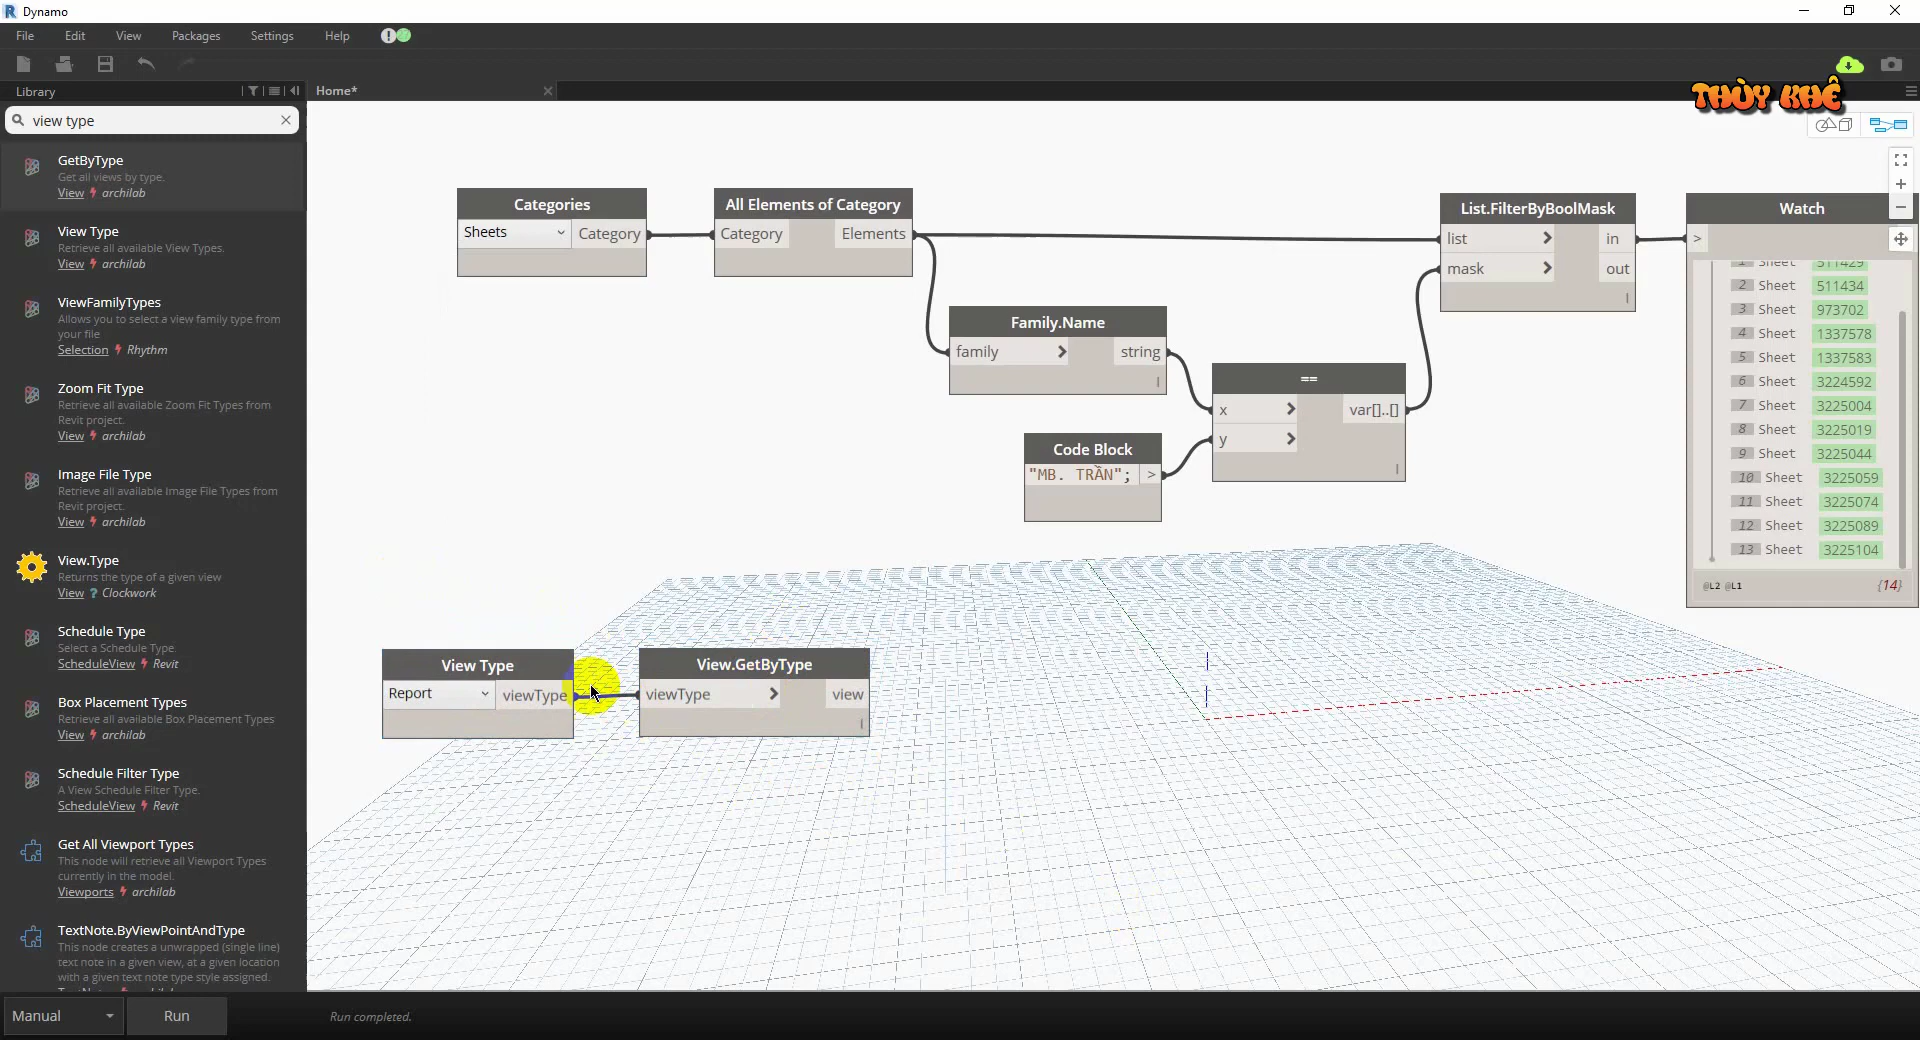 Dynamo
File Edit View Packages Settings Help
Library
Home*
THÙY KHÊ
view type
GetByType
Get all views by type.
View archilab
View Type
Retrieve all available View Types.
View archilab
ViewFamilyTypes
Allows you to select a view family type from
your file
Selection Rhythm
Zoom Fit Type
Retrieve all available Zoom Fit Types from
Revit project.
View archilab
Image File Type
Retrieve all available Image File Types from
Revit project.
View archilab
View.Type
Returns the type of a given view
View ? Clockwork
Schedule Type
Select a Schedule Type.
ScheduleView Revit
Box Placement Types
Retrieve all available Box Placement Types
View archilab
Schedule Filter Type
A View Schedule Filter Type.
ScheduleView Revit
Get All Viewport Types
This node will retrieve all Viewport Types
currently in the model.
Viewports archilab
TextNote.ByViewPointAndType
This node creates a unwrapped (single line)
text note in a given view, at a given location
with a given text note type style assigned.
Categories
Sheets Category
All Elements of Category
Category Elements
Family.Name
family > string
Code Block
"MB. TRẦN"; >
==
x > var[]..[]
y >
List.FilterByBoolMask
list > in
mask > out
Watch
>
1 Sheet 511429
2 Sheet 511434
3 Sheet 973702
4 Sheet 1337578
5 Sheet 1337583
6 Sheet 3224592
7 Sheet 3225004
8 Sheet 3225019
9 Sheet 3225044
10 Sheet 3225059
11 Sheet 3225074
12 Sheet 3225089
13 Sheet 3225104
@L2 @L1 {14}
View Type
Report viewType
View.GetByType
viewType > view
Manual Run Run completed.